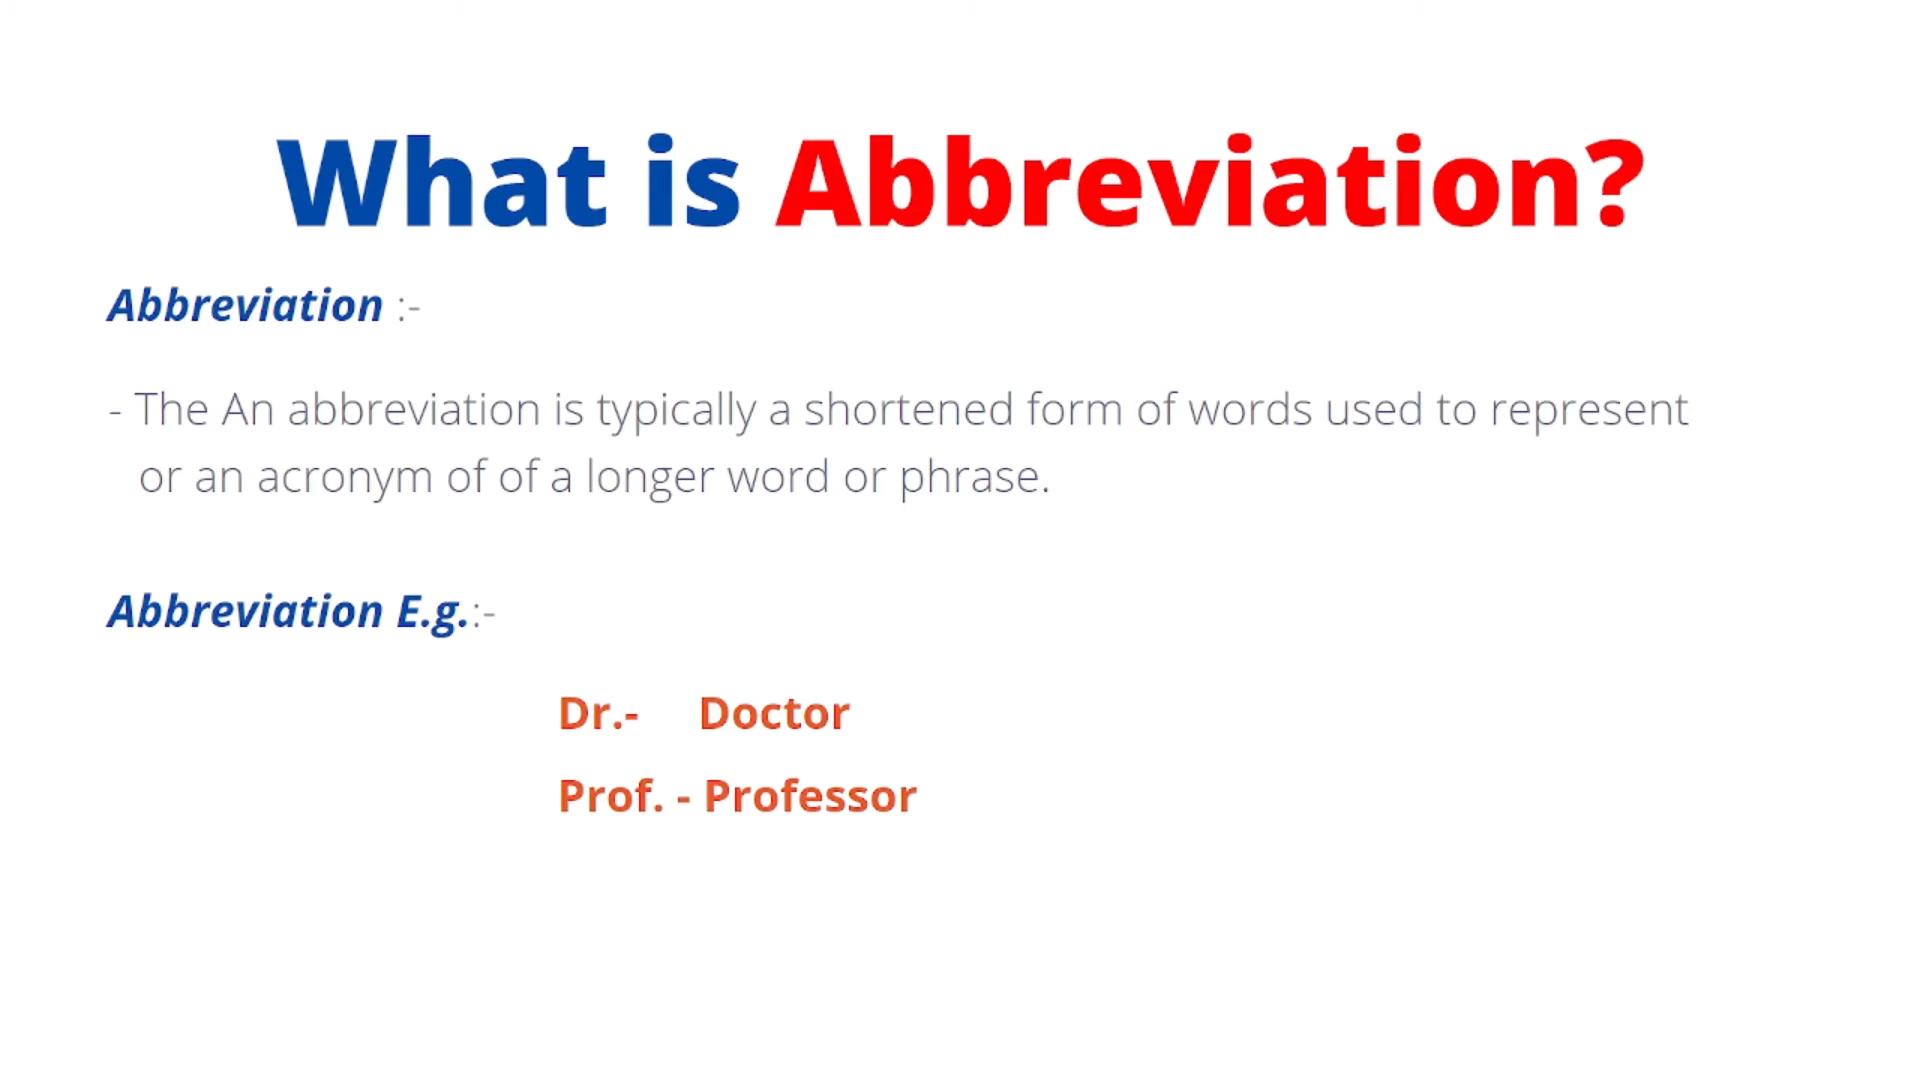 What is Abbreviation?
Abbreviation :-
- The An abbreviation is typically a shortened form of words used to represent
or an acronym of of a longer word or phrase.
Abbreviation E.g.:-
Dr.- Doctor
Prof. - Professor